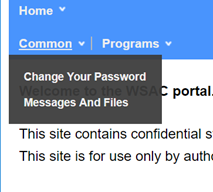 Home
Common Programs
Change Your Password
Welcome to the WSAC portal.
Messages And Files
This site contains confidential
This site is for use only by